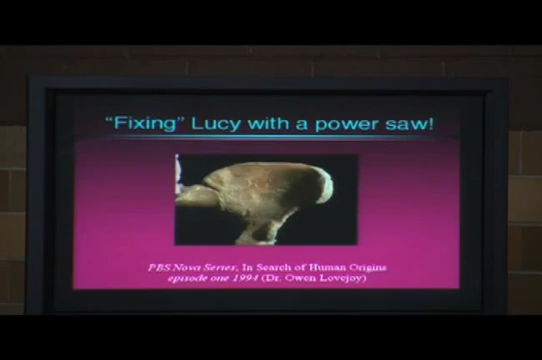 “Fixing” Lucy with a power saw!
PBS Nova Series, In Search of Human Origins
episode one 1994 (Dr. Owen Lovejoy)